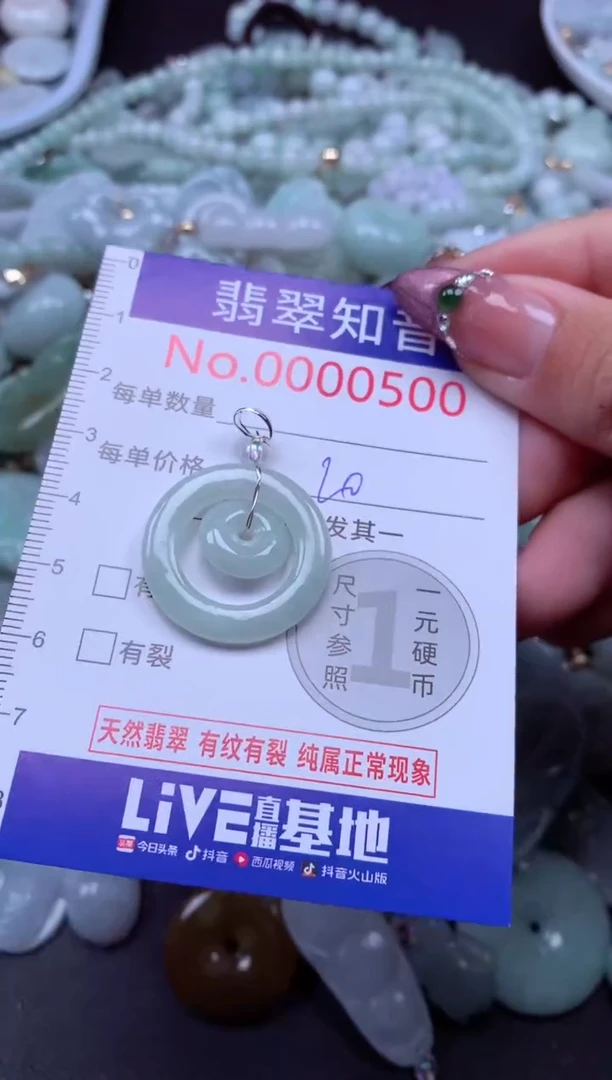 0
1
翡翠知音
No.0000500
2
每单数量
3
每单价格 20
4
发其一
5
有
6
有裂
尺寸参照
1
一元硬币
7
天然翡翠 有纹有裂 纯属正常现象
LiVE直播基地
头条 今日头条 抖音 西瓜视频 抖音火山版